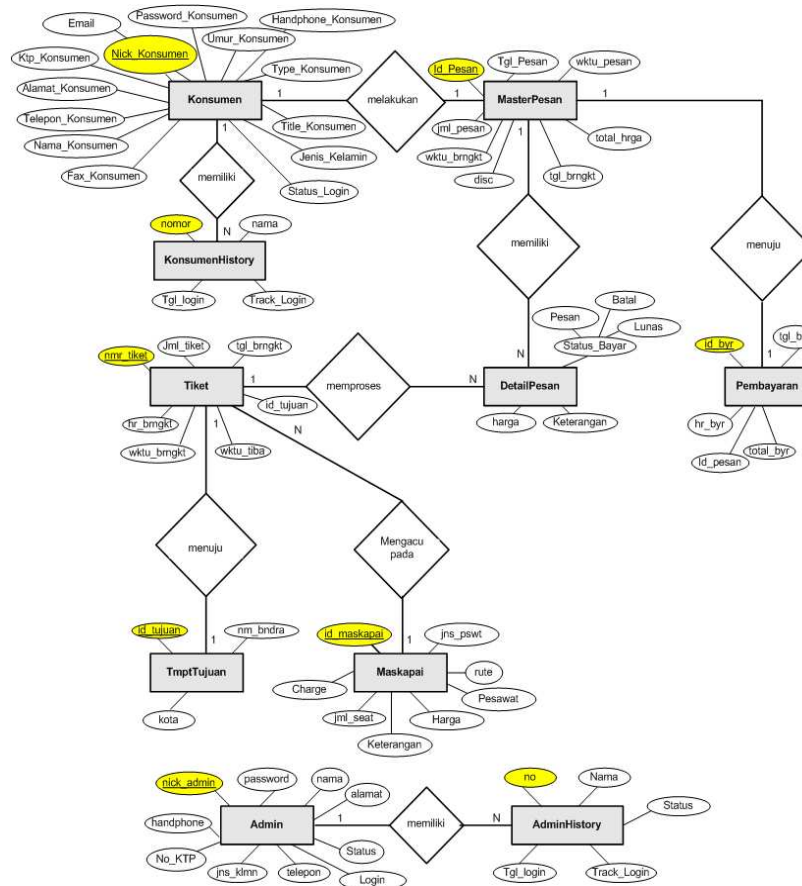 Password_Konsumen
Email
Handphone_Konsumen
Umur_Konsumen
Nick_Konsumen
Ktp_Konsumen
Type_Konsumen
Alamat_Konsumen
Konsumen
Telepon_Konsumen
Title_Konsumen
Nama_Konsumen
Jenis_Kelamin
Fax_Konsumen
Status_Login
1
melakukan
1
Id_Pesan
Tgl_Pesan
wktu_pesan
MasterPesan
1
jml_pesan
total_hrga
wktu_brngkt
disc
tgl_brngkt
1
memiliki
N
1
memiliki
N
menuju
1
nomor
nama
KonsumenHistory
Tgl_login
Track_Login
Batal
Pesan
Lunas
Status_Bayar
DetailPesan
harga
Keterangan
id_byr
tgl_b
Pembayaran
hr_byr
Id_pesan
total_byr
nmr_tiket
Jml_tiket
tgl_brngkt
Tiket
1
memproses
N
id_tujuan
hr_brngkt
wktu_brngkt
wktu_tiba
1
N
menuju
1
Mengacu
pada
1
id_tujuan
nm_bndra
TmptTujuan
kota
id_maskapai
jns_pswt
Maskapai
rute
Charge
Pesawat
jml_seat
Harga
Keterangan
nick_admin
password
nama
alamat
handphone
Admin
No_KTP
Status
jns_klmn
telepon
Login
1
memiliki
N
no
Nama
Status
AdminHistory
Tgl_login
Track_Login